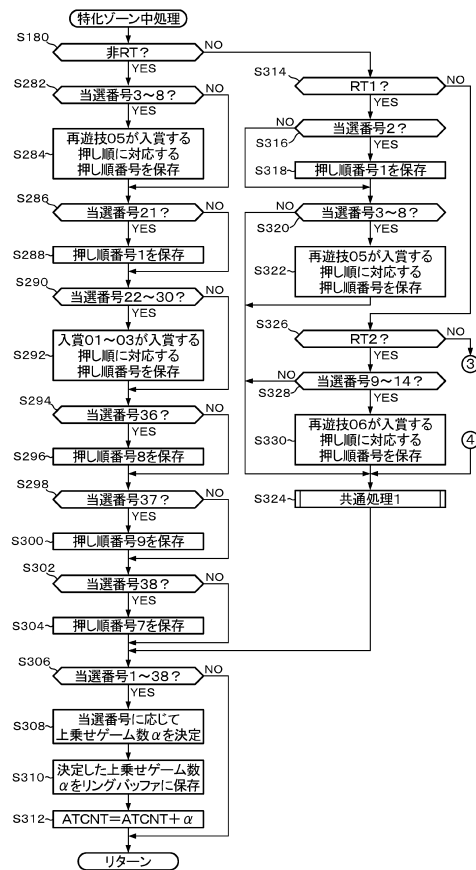 特化ゾーン中処理
S180
非RT?
NO
YES
S282
当選番号3~8?
NO
YES
S284
再遊技05が入賞する
押し順に対応する
押し順番号を保存
S286
当選番号21?
NO
YES
S288
押し順番号1を保存
S290
当選番号22~30?
NO
YES
S292
入賞01~03が入賞する
押し順に対応する
押し順番号を保存
S294
当選番号36?
NO
YES
S296
押し順番号8を保存
S298
当選番号37?
NO
YES
S300
押し順番号9を保存
S302
当選番号38?
NO
YES
S304
押し順番号7を保存
S306
当選番号1~38?
NO
YES
S308
当選番号に応じて
上乗せゲーム数αを決定
S310
決定した上乗せゲーム数
αをリングバッファに保存
S312
ATCNT=ATCNT+α
リターン
S314
RT1?
NO
YES
NO
当選番号2?
S316
YES
S318
押し順番号1を保存
NO
当選番号3~8?
S320
YES
S322
再遊技05が入賞する
押し順に対応する
押し順番号を保存
S326
RT2?
NO
YES
③
NO
当選番号9~14?
S328
YES
S330
再遊技06が入賞する
押し順に対応する
押し順番号を保存
④
S324
共通処理1